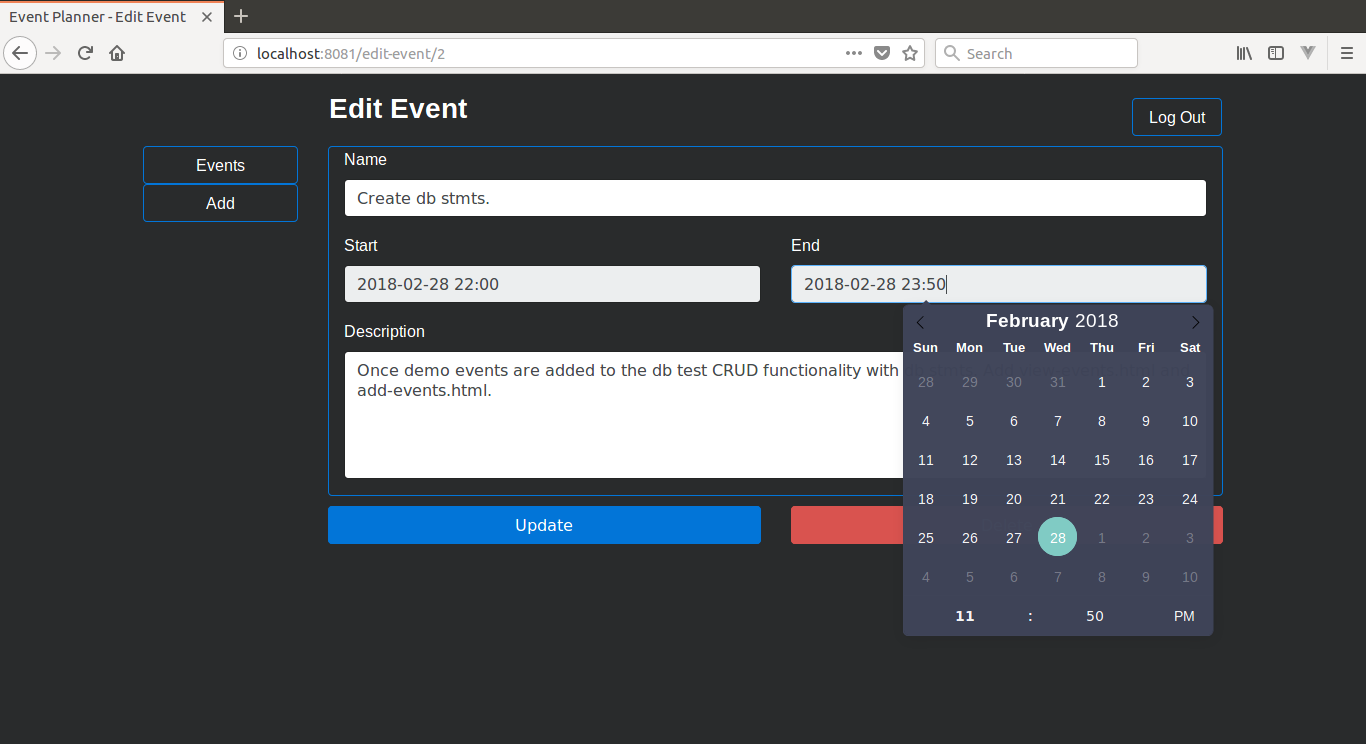 Event Planner - Edit Event
localhost:8081/edit-event/2
Search
Edit Event
Log Out
Events
Add
Name
Create db stmts.
Start
End
2018-02-28 22:00
2018-02-28 23:50
Description
Once demo events are added to the db test CRUD functionality with
add-events.html.
Update
February 2018
Sun Mon Tue Wed Thu Fri Sat
28 29 30 31 1 2 3
4 5 6 7 8 9 10
11 12 13 14 15 16 17
18 19 20 21 22 23 24
25 26 27 28 1 2 3
4 5 6 7 8 9 10
11 : 50 PM